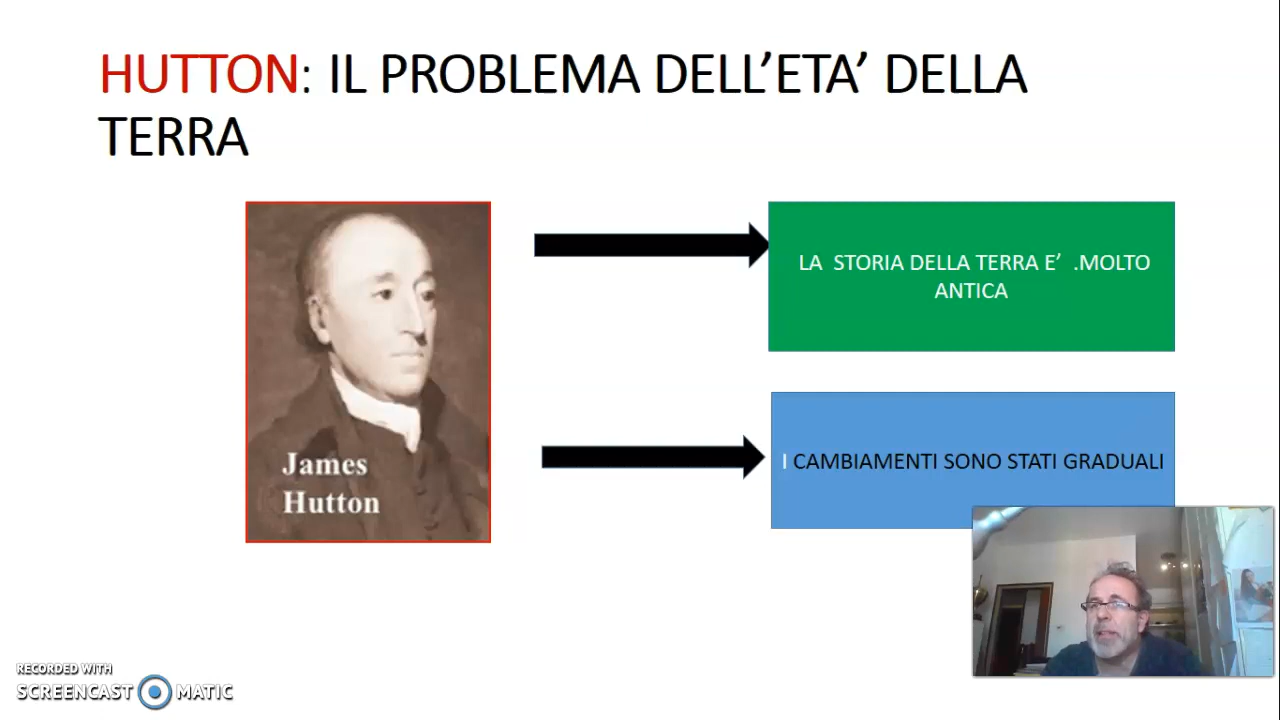 HUTTON: IL PROBLEMA DELL’ETA’ DELLA
TERRA
LA STORIA DELLA TERRA E’ .MOLTO
ANTICA
James
Hutton
I CAMBIAMENTI SONO STATI GRADUALI
RECORDED WITH
SCREENCAST MATIC